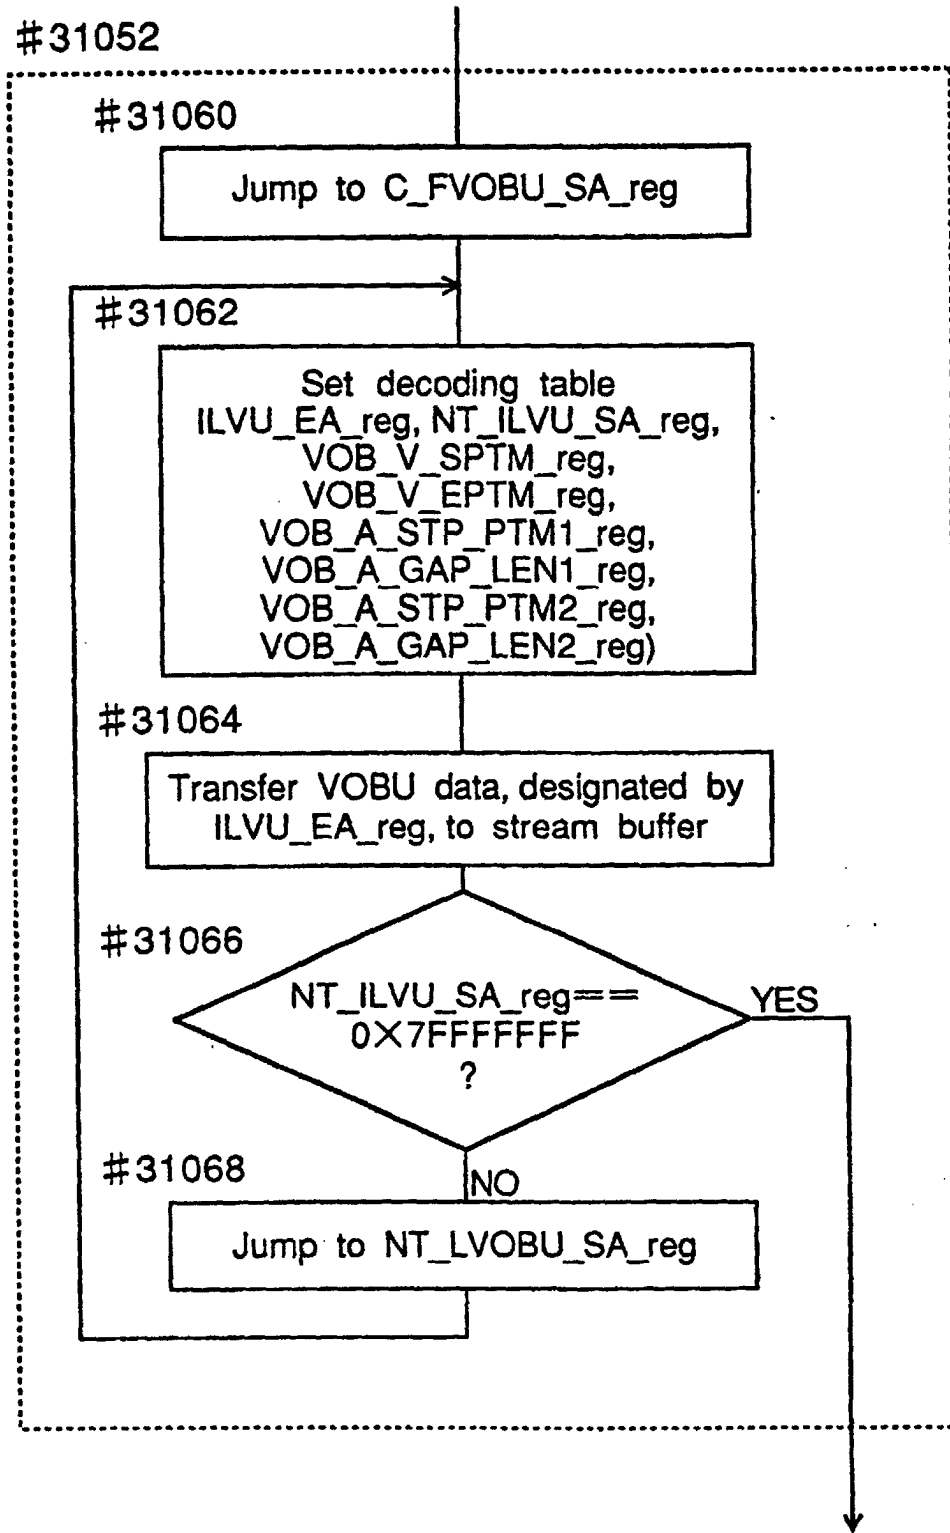 #31052
#31060
Jump to C_FVOBU_SA_reg
#31062
Set decoding table
ILVU_EA_reg, NT_ILVU_SA_reg,
VOB_V_SPTM_reg,
VOB_V_EPTM_reg,
VOB_A_STP_PTM1_reg,
VOB_A_GAP_LEN1_reg,
VOB_A_STP_PTM2_reg,
VOB_A_GAP_LEN2_reg)
#31064
Transfer VOBU data, designated by
ILVU_EA_reg, to stream buffer
#31066
NT_ILVU_SA_reg==
0X7FFFFFFF
?
YES
#31068
NO
Jump to NT_LVOBU_SA_reg